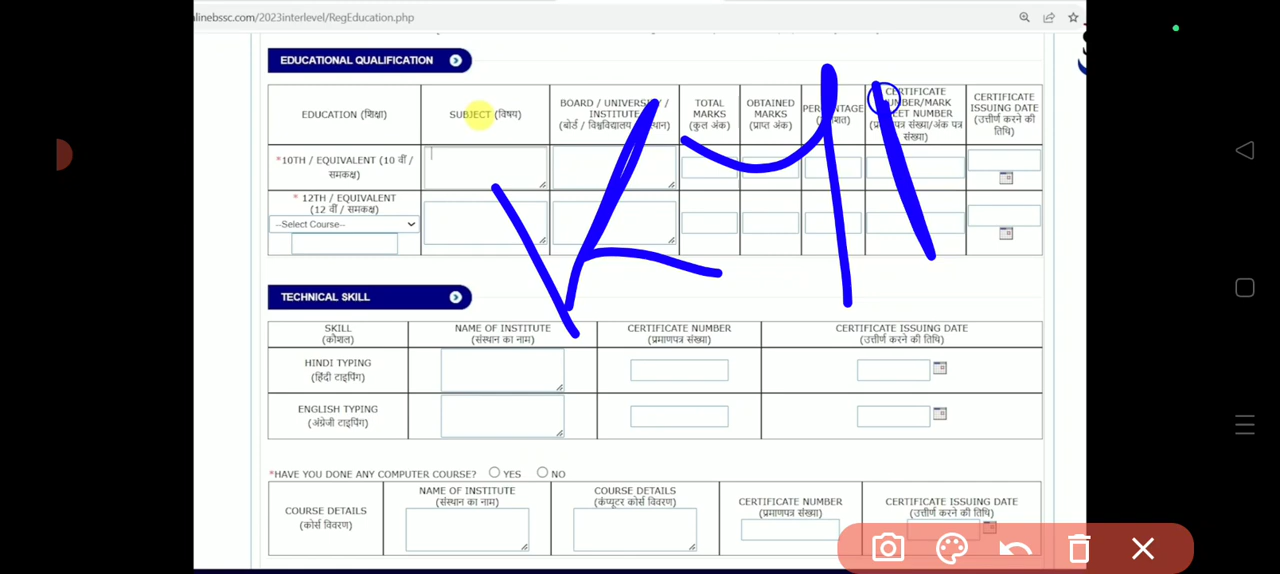 linebssc.com/2023interlevel/RegEducation.php
EDUCATIONAL QUALIFICATION
EDUCATION (शिक्षा)
SUBJECT (विषय)
BOARD / UNIVERSITY /
INSTITUTE
(बोर्ड / विश्वविद्यालय
TOTAL
MARKS
(कुल अंक)
OBTAINED
MARKS
(प्राप्त अंक)
CERTIFICATE
NUMBER/MARK
SHEET NUMBER
(प्रमाणपत्र संख्या/अंक पत्र
संख्या)
CERTIFICATE
ISSUING DATE
(उत्तीर्ण करने की
तिथि)
*10TH / EQUIVALENT (10 वीं /
समकक्ष)
* 12TH / EQUIVALENT
(12 वीं / समकक्ष)
--Select Course--
TECHNICAL SKILL
SKILL
(कौशल)
NAME OF INSTITUTE
(संस्थान का नाम)
CERTIFICATE NUMBER
(प्रमाणपत्र संख्या)
CERTIFICATE ISSUING DATE
(उत्तीर्ण करने की तिथि)
HINDI TYPING
(हिंदी टाइपिंग)
ENGLISH TYPING
(अंग्रेजी टाइपिंग)
*HAVE YOU DONE ANY COMPUTER COURSE? YES NO
COURSE DETAILS
(कोर्स विवरण)
NAME OF INSTITUTE
(संस्थान का नाम)
COURSE DETAILS
(कंप्यूटर कोर्स विवरण)
CERTIFICATE NUMBER
(प्रमाणपत्र संख्या)
CERTIFICATE ISSUING DATE
(उत्तीर्ण करने की तिथि)